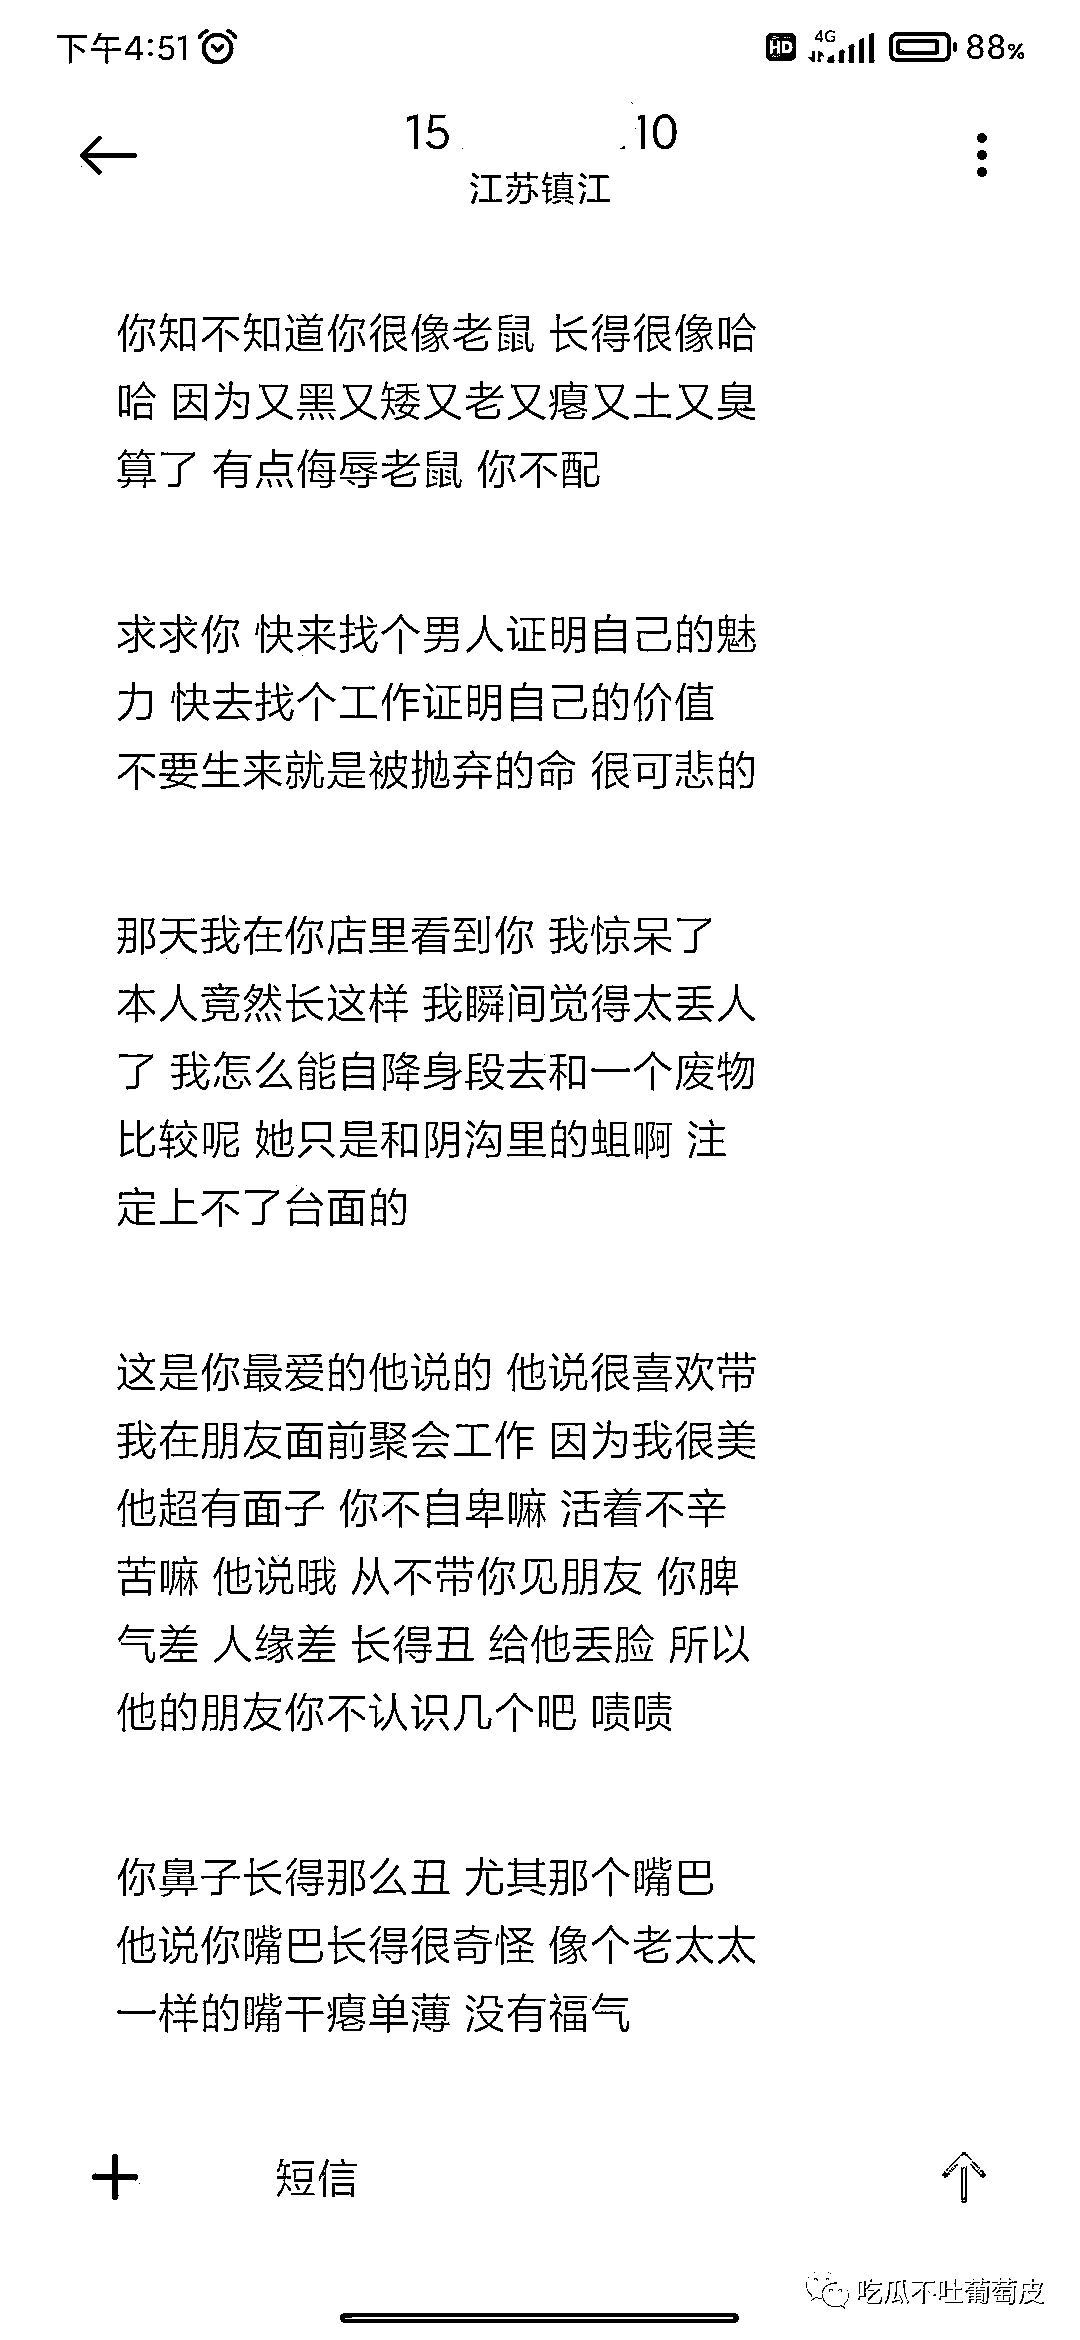 下午4:51
HD 4G 88%
15 10
江苏镇江
你知不知道你很像老鼠 长得很像哈
哈 因为又黑又矮又老又瘪又土又臭
算了 有点侮辱老鼠 你不配
求求你 快来找个男人证明自己的魅
力 快去找个工作证明自己的价值
不要生来就是被抛弃的命 很可悲的
那天我在你店里看到你 我惊呆了
本人竟然长这样 我瞬间觉得太丢人
了 我怎么能自降身段去和一个废物
比较呢 她只是和阴沟里的蛆啊 注
定上不了台面的
这是你最爱的他说的 他说很喜欢带
我在朋友面前聚会工作 因为我很美
他超有面子 你不自卑嘛 活着不辛
苦嘛 他说哦 从不带你见朋友 你脾
气差 人缘差 长得丑 给他丢脸 所以
他的朋友你不认识几个吧 啧啧
你鼻子长得那么丑 尤其那个嘴巴
他说你嘴巴长得很奇怪 像个老太太
一样的嘴干瘪单薄 没有福气
短信
吃瓜不吐葡萄皮